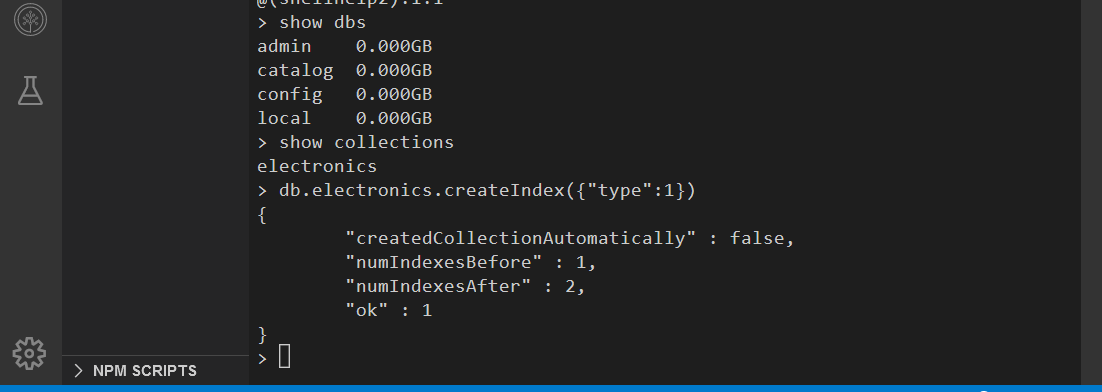 > show dbs
admin    0.000GB
catalog  0.000GB
config   0.000GB
local    0.000GB
> show collections
electronics
> db.electronics.createIndex({"type":1})
{
        "createdCollectionAutomatically" : false,
        "numIndexesBefore" : 1,
        "numIndexesAfter" : 2,
        "ok" : 1
}
>
NPM SCRIPTS